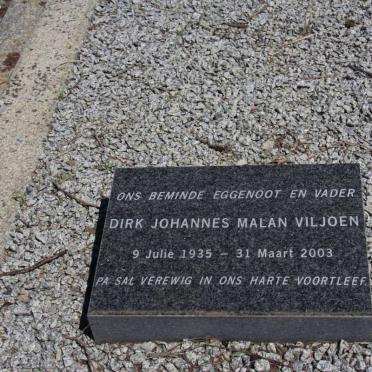 ONS BEMINDE EGGENOOT EN VADER
DIRK JOHANNES MALAN VILJOEN
9 Julie 1935 – 31 Maart 2003
PA SAL VEREWIG IN ONS HARTE VOORTLEEF.